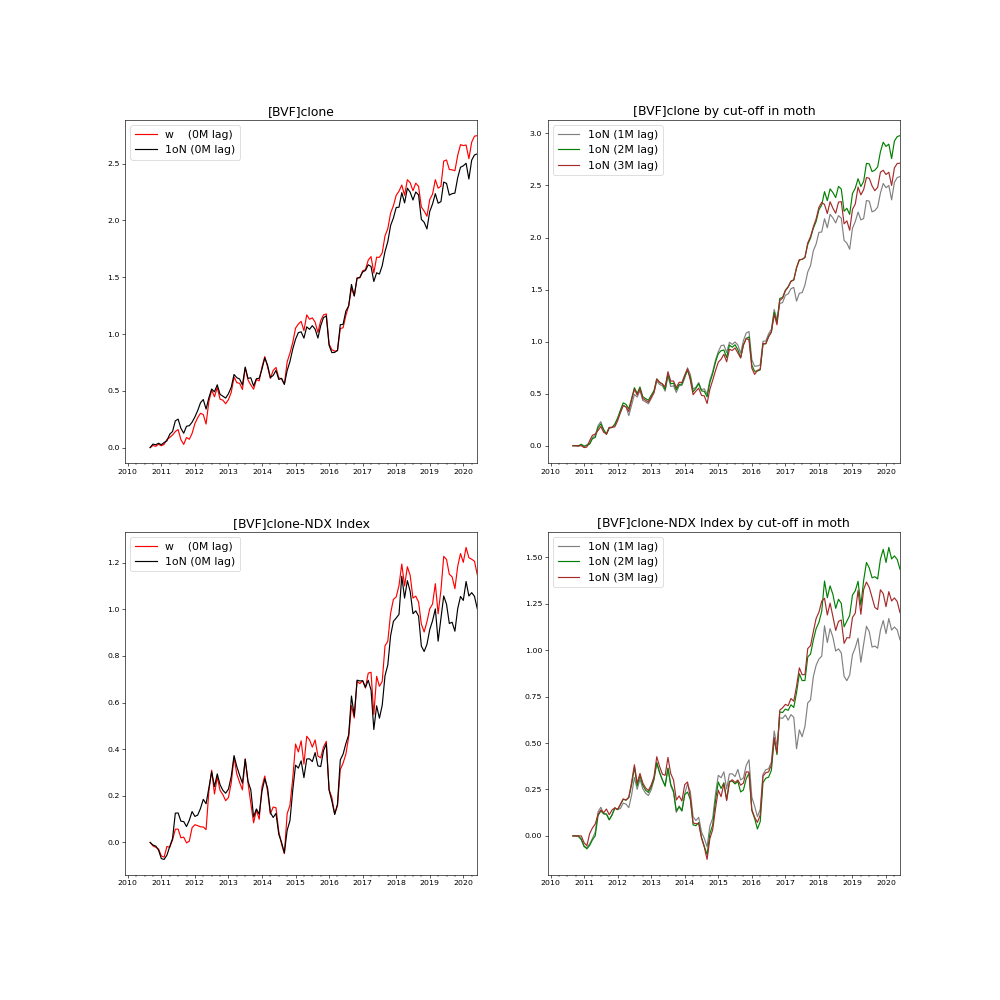 [BVF]clone
w (0M lag)
1oN (0M lag)
2.5
2.0
1.5
1.0
0.5
0.0
2010 2011 2012 2013 2014 2015 2016 2017 2018 2019 2020
[BVF]clone by cut-off in moth
1oN (1M lag)
1oN (2M lag)
1oN (3M lag)
3.0
2.5
2.0
1.5
1.0
0.5
0.0
2010 2011 2012 2013 2014 2015 2016 2017 2018 2019 2020
[BVF]clone-NDX Index
w (0M lag)
1oN (0M lag)
1.2
1.0
0.8
0.6
0.4
0.2
0.0
2010 2011 2012 2013 2014 2015 2016 2017 2018 2019 2020
[BVF]clone-NDX Index by cut-off in moth
1oN (1M lag)
1oN (2M lag)
1oN (3M lag)
1.50
1.25
1.00
0.75
0.50
0.25
0.00
2010 2011 2012 2013 2014 2015 2016 2017 2018 2019 2020